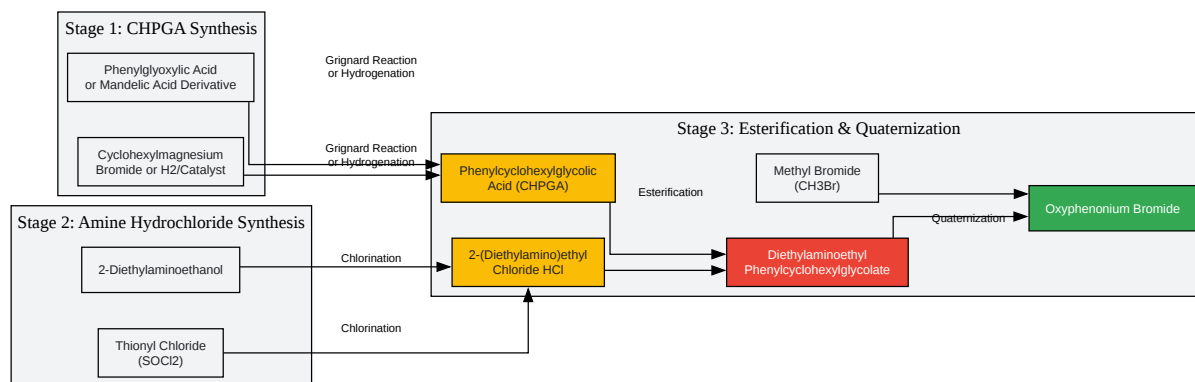 Stage 1: CHPGA Synthesis
Phenylglyoxylic Acid
or Mandelic Acid Derivative
Cyclohexylmagnesium
Bromide or H2/Catalyst
Grignard Reaction
or Hydrogenation
Grignard Reaction
or Hydrogenation
Stage 2: Amine Hydrochloride Synthesis
2-Diethylaminoethanol
Thionyl Chloride
(SOCl2)
Chlorination
Chlorination
Stage 3: Esterification & Quaternization
Phenylcyclohexylglycolic
Acid (CHPGA)
2-(Diethylamino)ethyl
Chloride HCl
Esterification
Methyl Bromide
(CH3Br)
Diethylaminoethyl
Phenylcyclohexylglycolate
Quaternization
Oxyphenonium Bromide